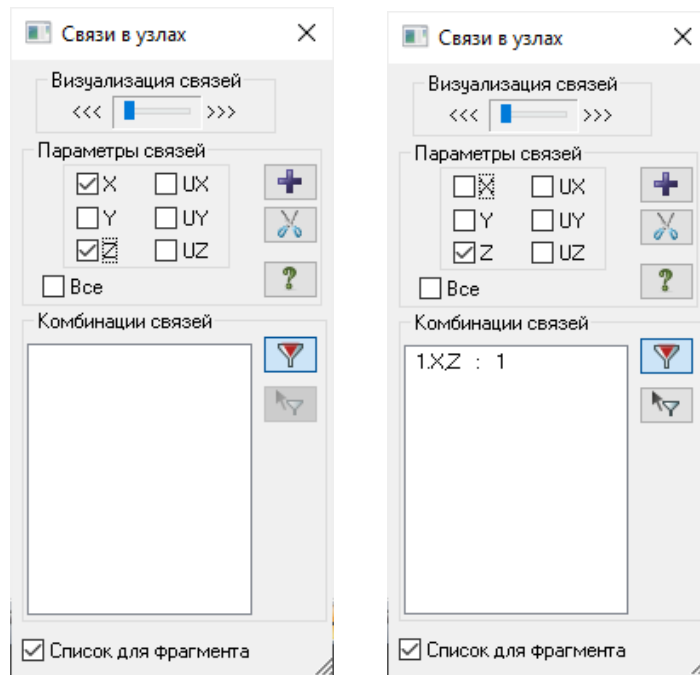 Связи в узлах
Визуализация связей
<<< >>>
Параметры связей
X UX
Y UY
Z UZ
Все
Комбинации связей
Список для фрагмента
Связи в узлах
Визуализация связей
<<< >>>
Параметры связей
X UX
Y UY
Z UZ
Все
Комбинации связей
1.X,Z : 1
Список для фрагмента